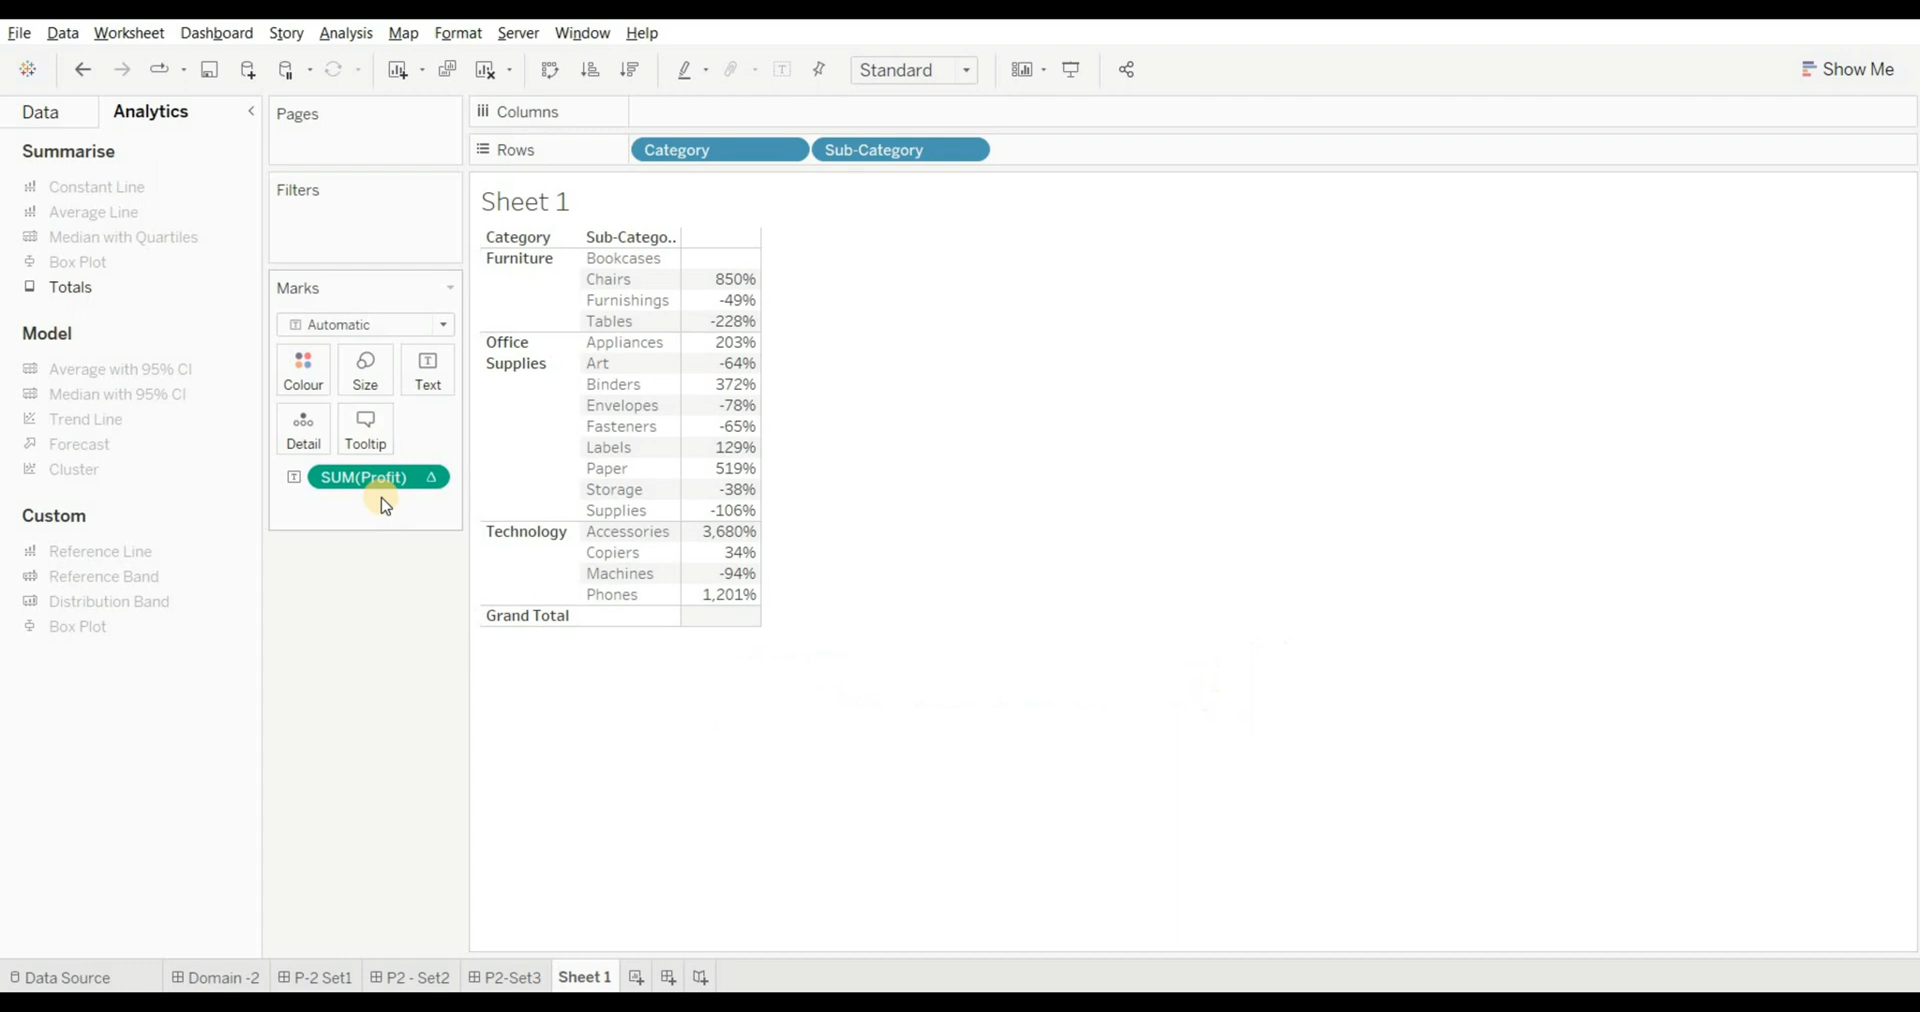 File Data Worksheet Dashboard Story Analysis Map Format Server Window Help
Standard
Show Me
Data Analytics
Summarise
Constant Line
Average Line
Median with Quartiles
Box Plot
Totals
Model
Average with 95% CI
Median with 95% CI
Trend Line
Forecast
Cluster
Custom
Reference Line
Reference Band
Distribution Band
Box Plot
Pages
Filters
Marks
Automatic
Colour Size Text
Detail Tooltip
SUM(Profit) Δ
Columns
Rows Category Sub-Category
Sheet 1
Category Sub-Catego..
Furniture Bookcases
Chairs 850%
Furnishings -49%
Tables -228%
Office Appliances 203%
Supplies Art -64%
Binders 372%
Envelopes -78%
Fasteners -65%
Labels 129%
Paper 519%
Storage -38%
Supplies -106%
Technology Accessories 3,680%
Copiers 34%
Machines -94%
Phones 1,201%
Grand Total
Data Source Domain -2 P-2 Set1 P2 - Set2 P2-Set3 Sheet 1